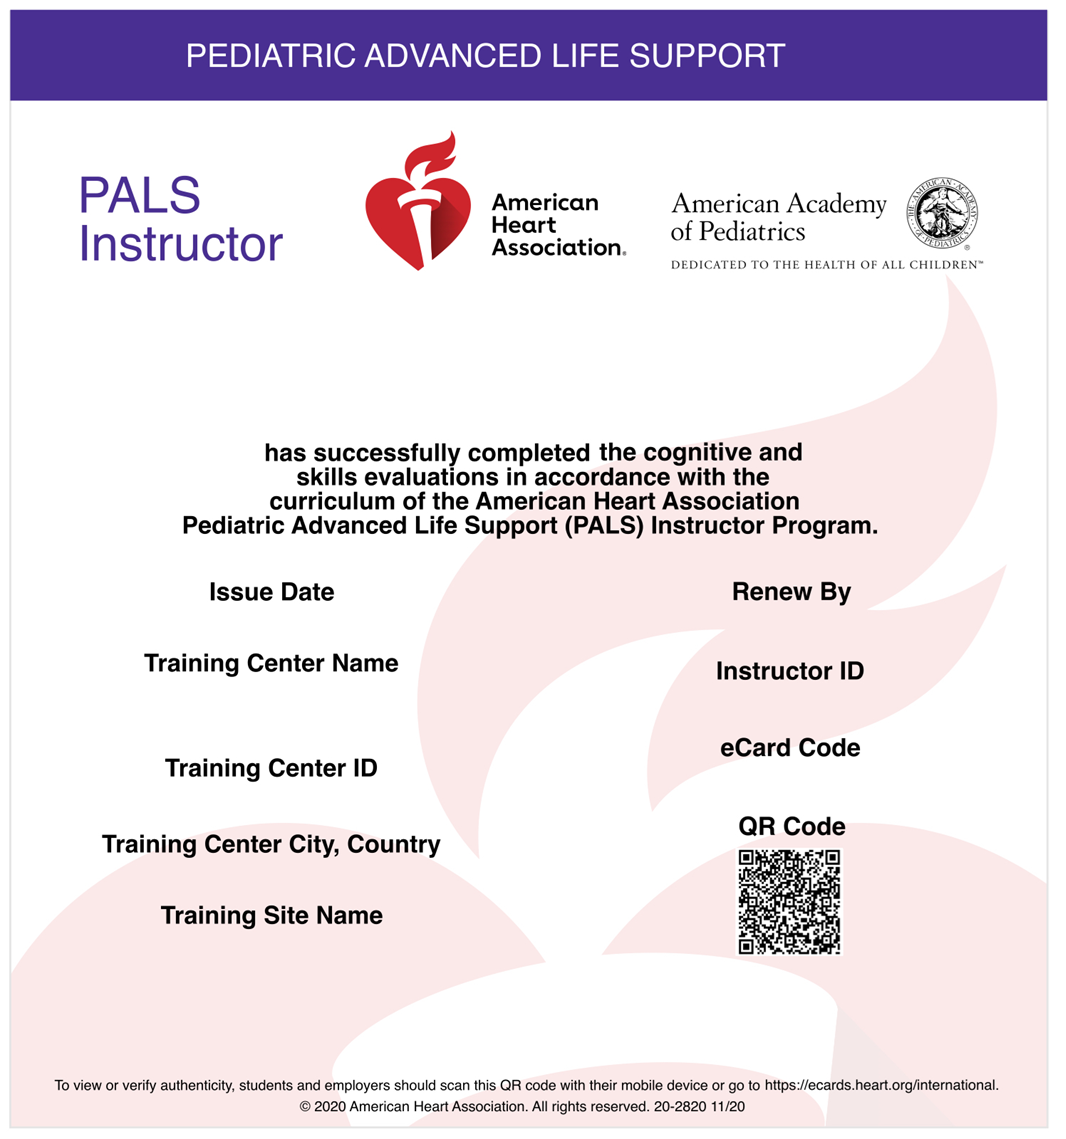 PEDIATRIC ADVANCED LIFE SUPPORT
PALS
Instructor
American
Heart
Association®
American Academy
of Pediatrics
DEDICATED TO THE HEALTH OF ALL CHILDREN™
THE AMERICAN ACADEMY
OF PEDIATRICS
®
has successfully completed the cognitive and
skills evaluations in accordance with the
curriculum of the American Heart Association
Pediatric Advanced Life Support (PALS) Instructor Program.
Issue Date
Renew By
Training Center Name
Instructor ID
eCard Code
Training Center ID
QR Code
Training Center City, Country
Training Site Name
To view or verify authenticity, students and employers should scan this QR code with their mobile device or go to https://ecards.heart.org/international.
© 2020 American Heart Association. All rights reserved. 20-2820 11/20